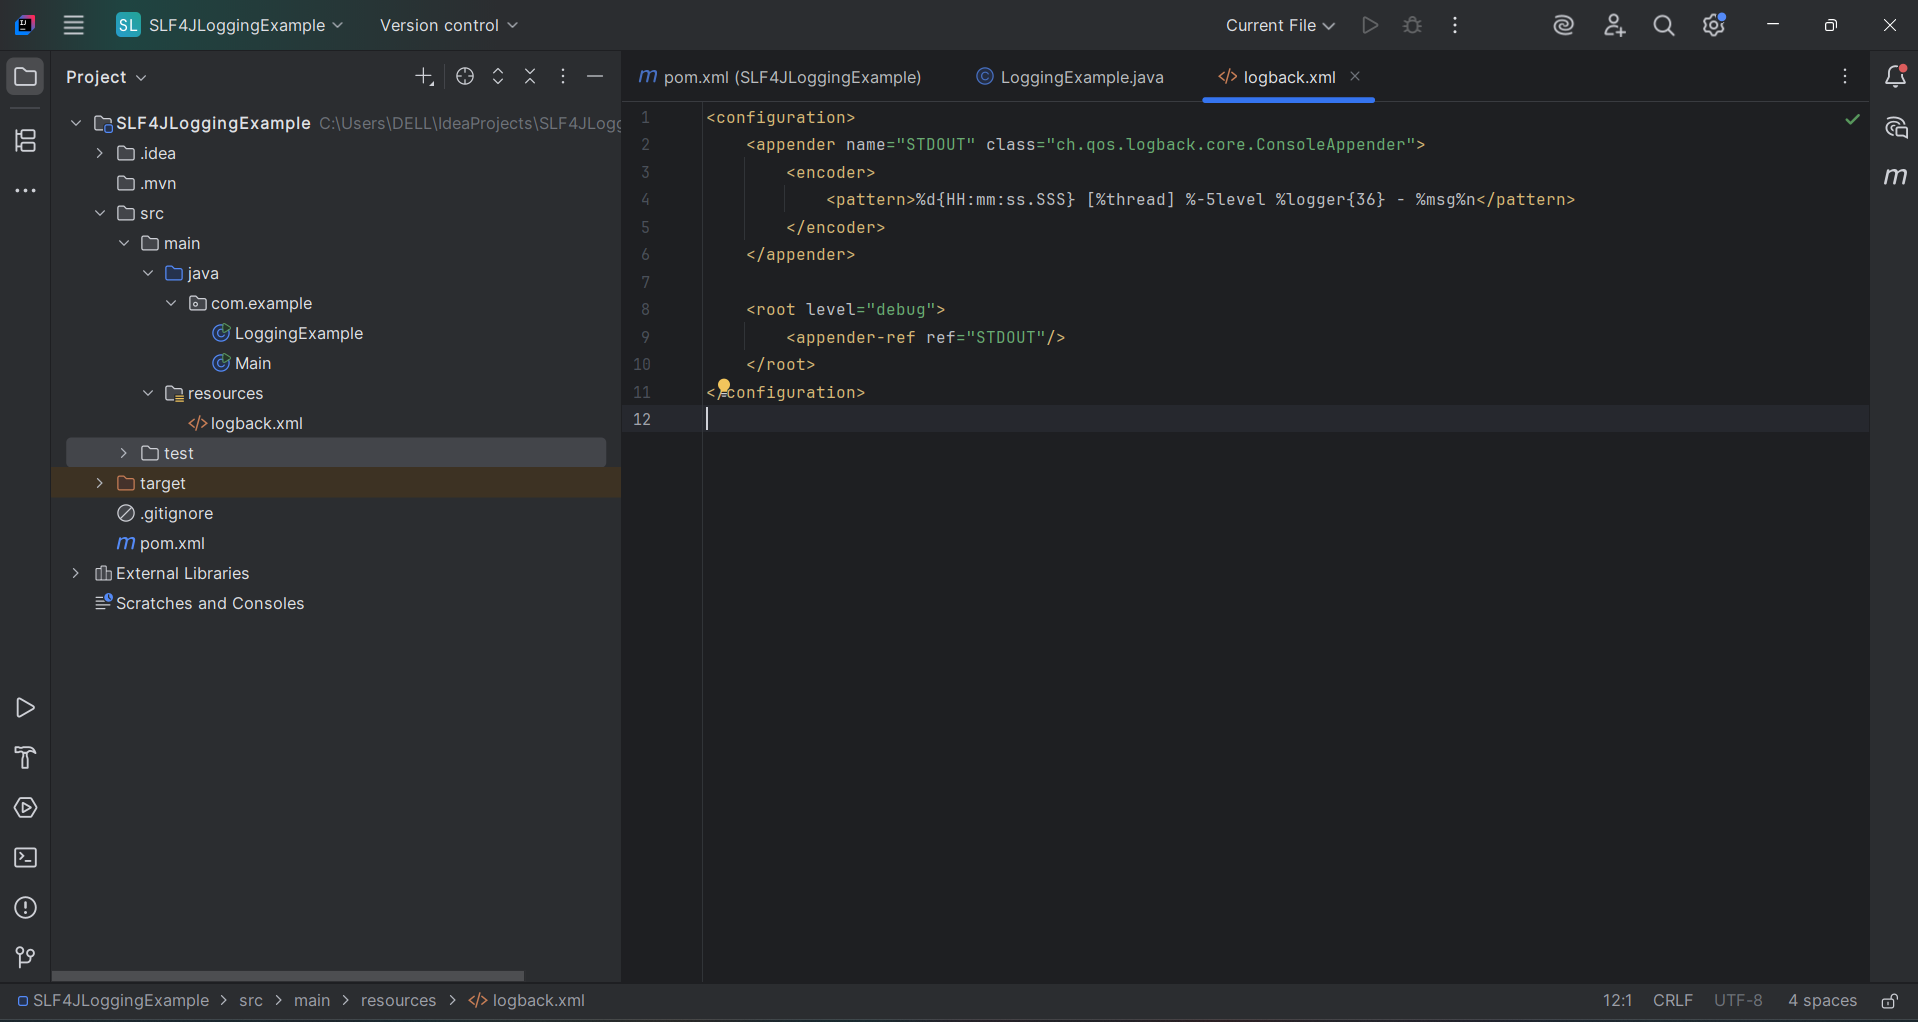 SL SLF4JLoggingExample Version control Current File
Project
pom.xml (SLF4JLoggingExample) LoggingExample.java logback.xml
SLF4JLoggingExample C:\Users\DELL\IdeaProjects\SLF4JLogg
.idea
.mvn
src
main
java
com.example
LoggingExample
Main
resources
logback.xml
test
target
.gitignore
pom.xml
External Libraries
Scratches and Consoles
1 <configuration>
2 <appender name="STDOUT" class="ch.qos.logback.core.ConsoleAppender">
3 <encoder>
4 <pattern>%d{HH:mm:ss.SSS} [%thread] %-5level %logger{36} - %msg%n</pattern>
5 </encoder>
6 </appender>
7
8 <root level="debug">
9 <appender-ref ref="STDOUT"/>
10 </root>
11 </configuration>
12
SLF4JLoggingExample > src > main > resources > logback.xml 12:1 CRLF UTF-8 4 spaces